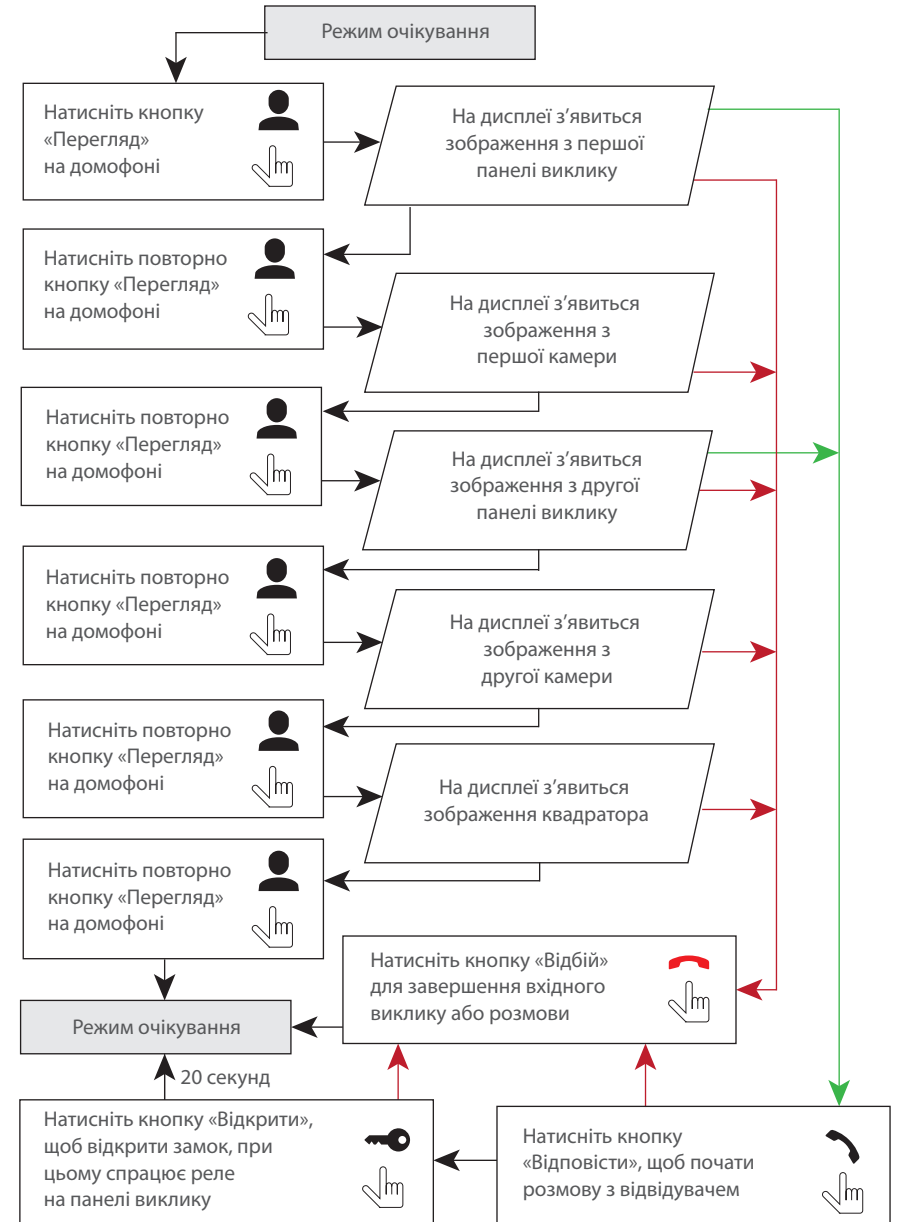 Режим очікування
Натисніть кнопку
«Перегляд»
на домофоні
На дисплеї з'явиться
зображення з першої
панелі виклику
Натисніть повторно
кнопку «Перегляд»
на домофоні
На дисплеї з'явиться
зображення з
першої камери
Натисніть повторно
кнопку «Перегляд»
на домофоні
На дисплеї з'явиться
зображення з другої
панелі виклику
Натисніть повторно
кнопку «Перегляд»
на домофоні
На дисплеї з'явиться
зображення з
другої камери
Натисніть повторно
кнопку «Перегляд»
на домофоні
На дисплеї з'явиться
зображення квадратора
Натисніть повторно
кнопку «Перегляд»
на домофоні
Натисніть кнопку «Відбій»
для завершення вхідного
виклику або розмови
Режим очікування
20 секунд
Натисніть кнопку «Відкрити»,
щоб відкрити замок, при
цьому спрацює реле
на панелі виклику
Натисніть кнопку
«Відповісти», щоб почати
розмову з відвідувачем